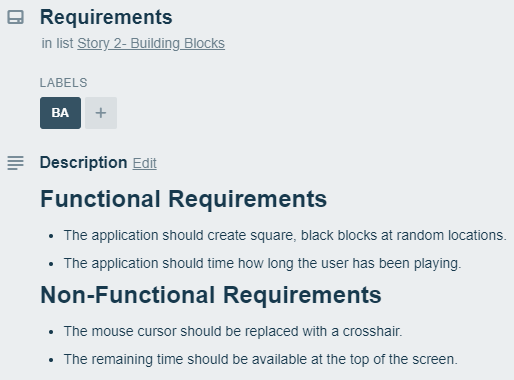 Requirements
in list Story 2- Building Blocks
LABELS
BA +
Description Edit
Functional Requirements
• The application should create square, black blocks at random locations.
• The application should time how long the user has been playing.
Non-Functional Requirements
• The mouse cursor should be replaced with a crosshair.
• The remaining time should be available at the top of the screen.